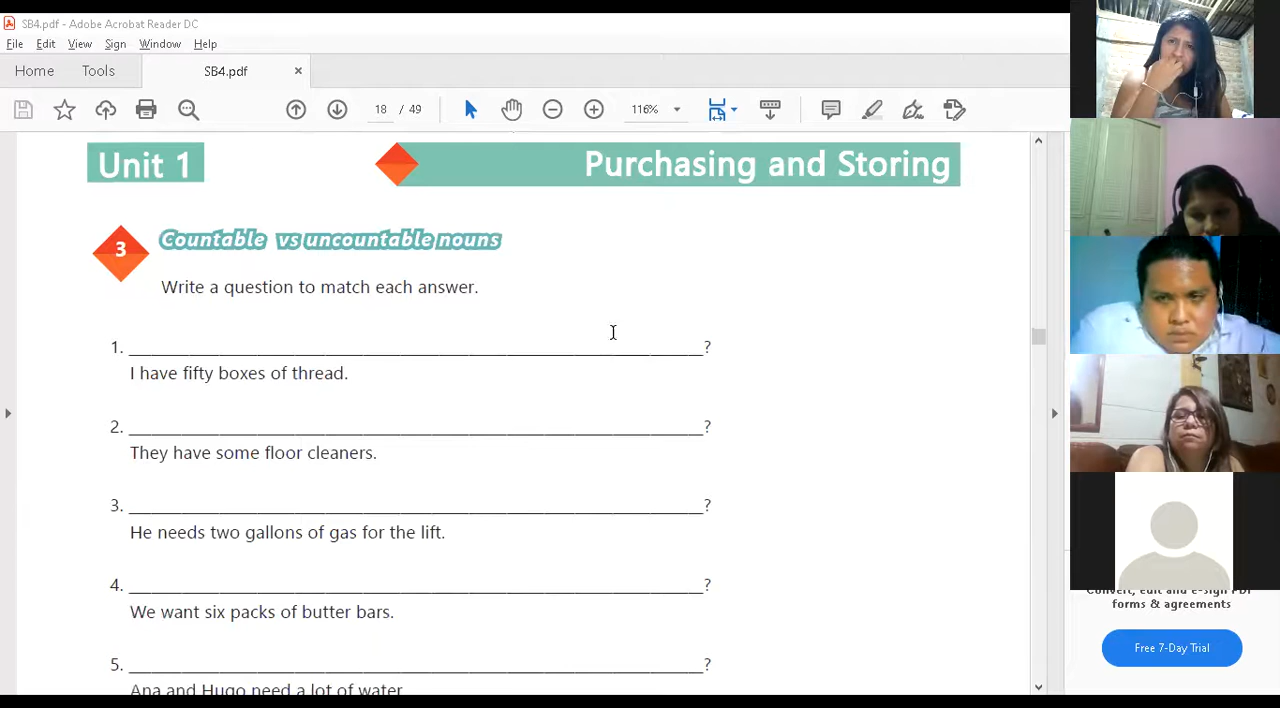 SB4.pdf - Adobe Acrobat Reader DC
File Edit View Sign Window Help
Home Tools SB4.pdf ×
18 / 49 116%
Unit 1 Purchasing and Storing
3 Countable vs uncountable nouns
Write a question to match each answer.
1. ?
I have fifty boxes of thread.
2. ?
They have some floor cleaners.
3. ?
He needs two gallons of gas for the lift.
4. ?
We want six packs of butter bars.
5. ?
Ana and Hugo need a lot of water
Convert, edit and e-sign PDF
forms & agreements
Free 7-Day Trial